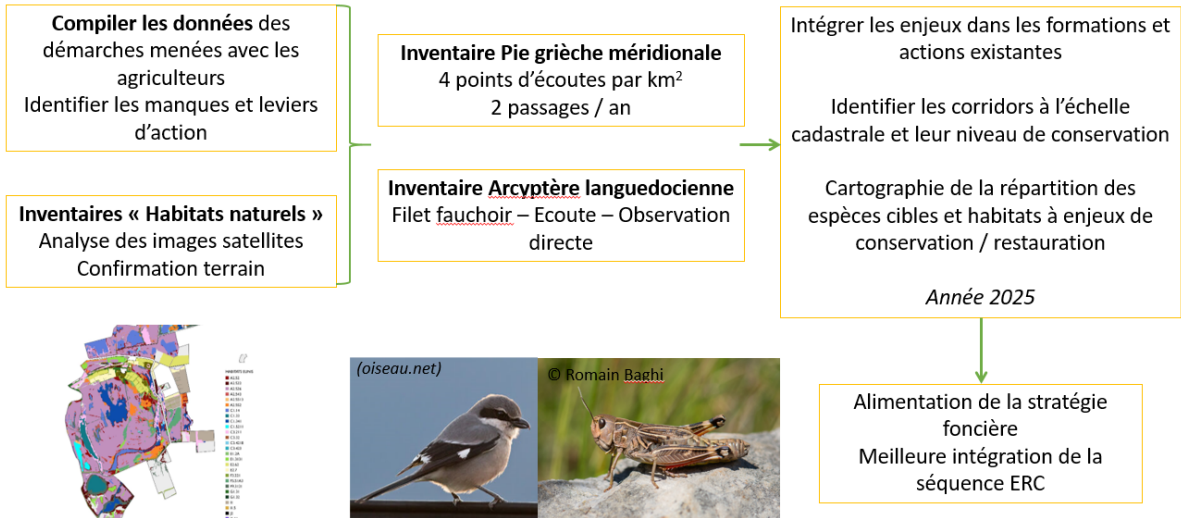 Compiler les données des
démarches menées avec les
agriculteurs
Identifier les manques et leviers
d’action
Inventaires « Habitats naturels »
Analyse des images satellites
Confirmation terrain
Inventaire Pie grièche méridionale
4 points d’écoutes par km²
2 passages / an
Inventaire Arcyptère languedocienne
Filet fauchoir – Ecoute – Observation
directe
Intégrer les enjeux dans les formations et
actions existantes
Identifier les corridors à l’échelle
cadastrale et leur niveau de conservation
Cartographie de la répartition des
espèces cibles et habitats à enjeux de
conservation / restauration
Année 2025
(oiseau.net)
© Romain Baghi
Alimentation de la stratégie
foncière
Meilleure intégration de la
séquence ERC